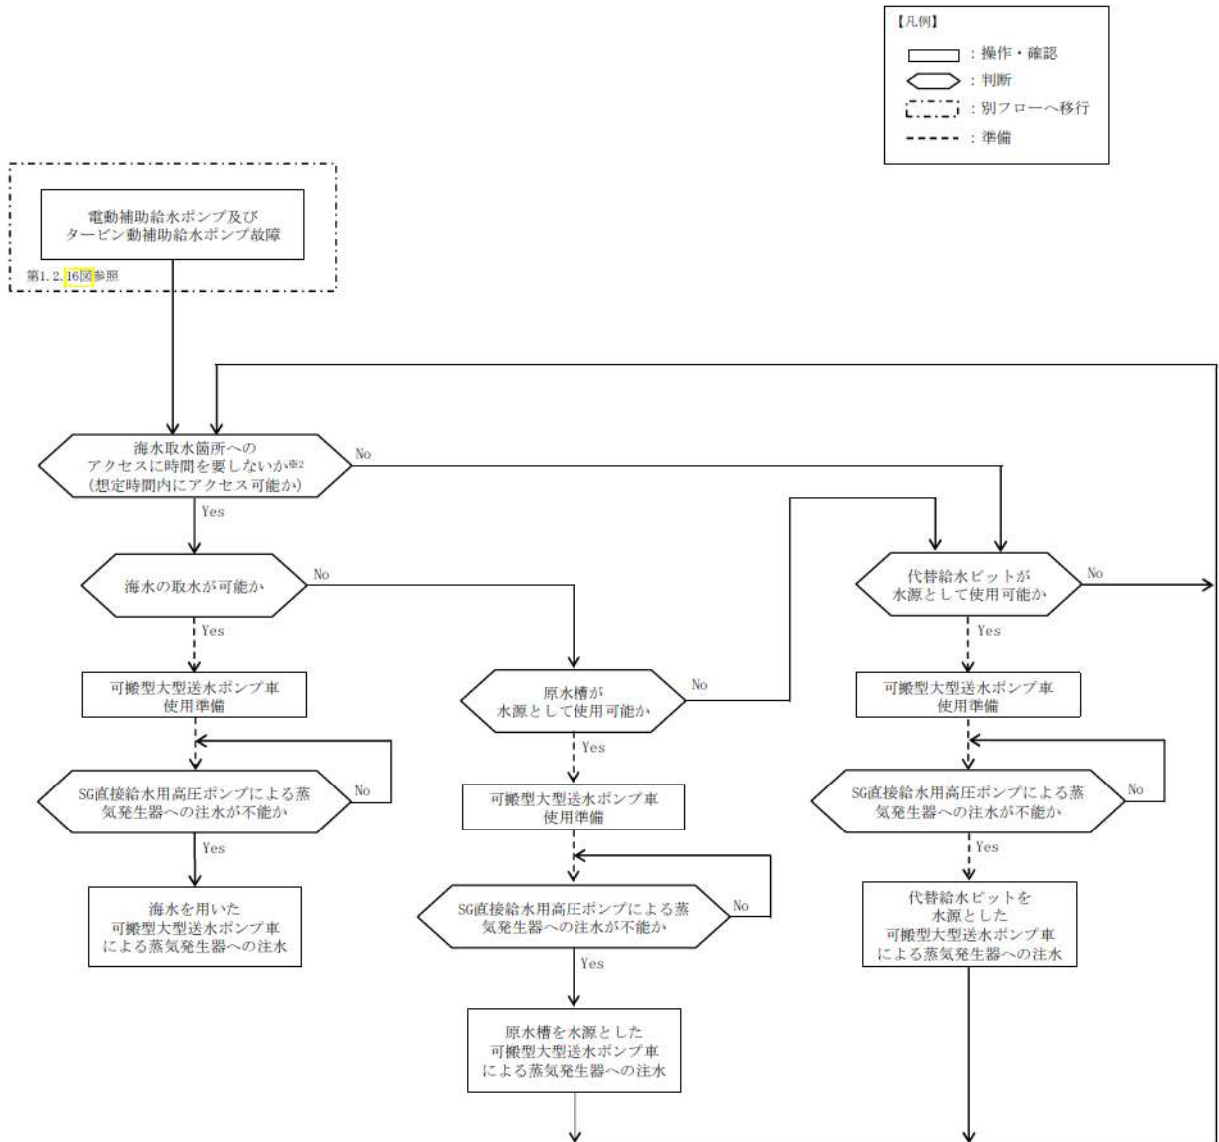 【凡例】
：操作・確認
：判断
：別フローへ移行
：準備
電動補助給水ポンプ及び
タービン動補助給水ポンプ故障
第1.2.16図参照
海水取水箇所への
アクセスに時間を要しないか※2
（想定時間内にアクセス可能か）
No
Yes
海水の取水が可能か
No
Yes
代替給水ピットが
水源として使用可能か
No
Yes
可搬型大型送水ポンプ車
使用準備
原水槽が
水源として使用可能か
No
Yes
可搬型大型送水ポンプ車
使用準備
SG直接給水用高圧ポンプによる蒸
気発生器への注水が不能か
No
Yes
可搬型大型送水ポンプ車
使用準備
SG直接給水用高圧ポンプによる蒸
気発生器への注水が不能か
No
Yes
海水を用いた
可搬型大型送水ポンプ車
による蒸気発生器への注水
SG直接給水用高圧ポンプによる蒸
気発生器への注水が不能か
No
Yes
代替給水ピットを
水源とした
可搬型大型送水ポンプ車
による蒸気発生器への注水
原水槽を水源とした
可搬型大型送水ポンプ車
による蒸気発生器への注水